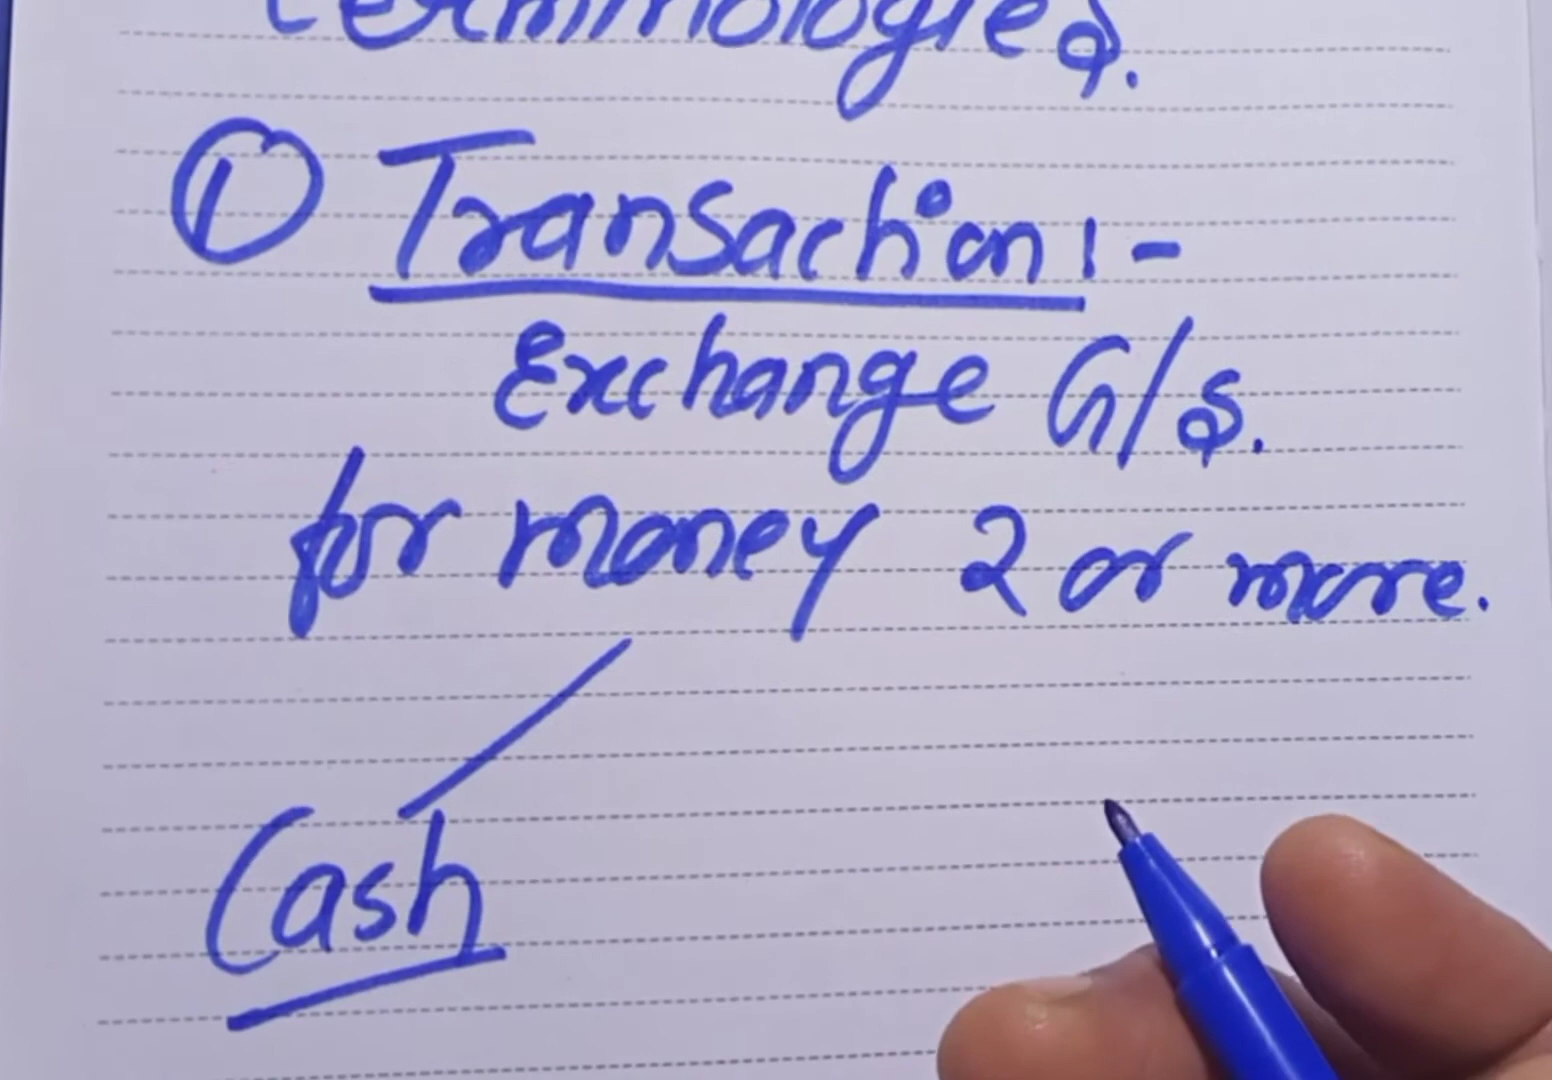 Terminologies.
① Transaction:-
Exchange G/S.
for money 2 or more.
Cash